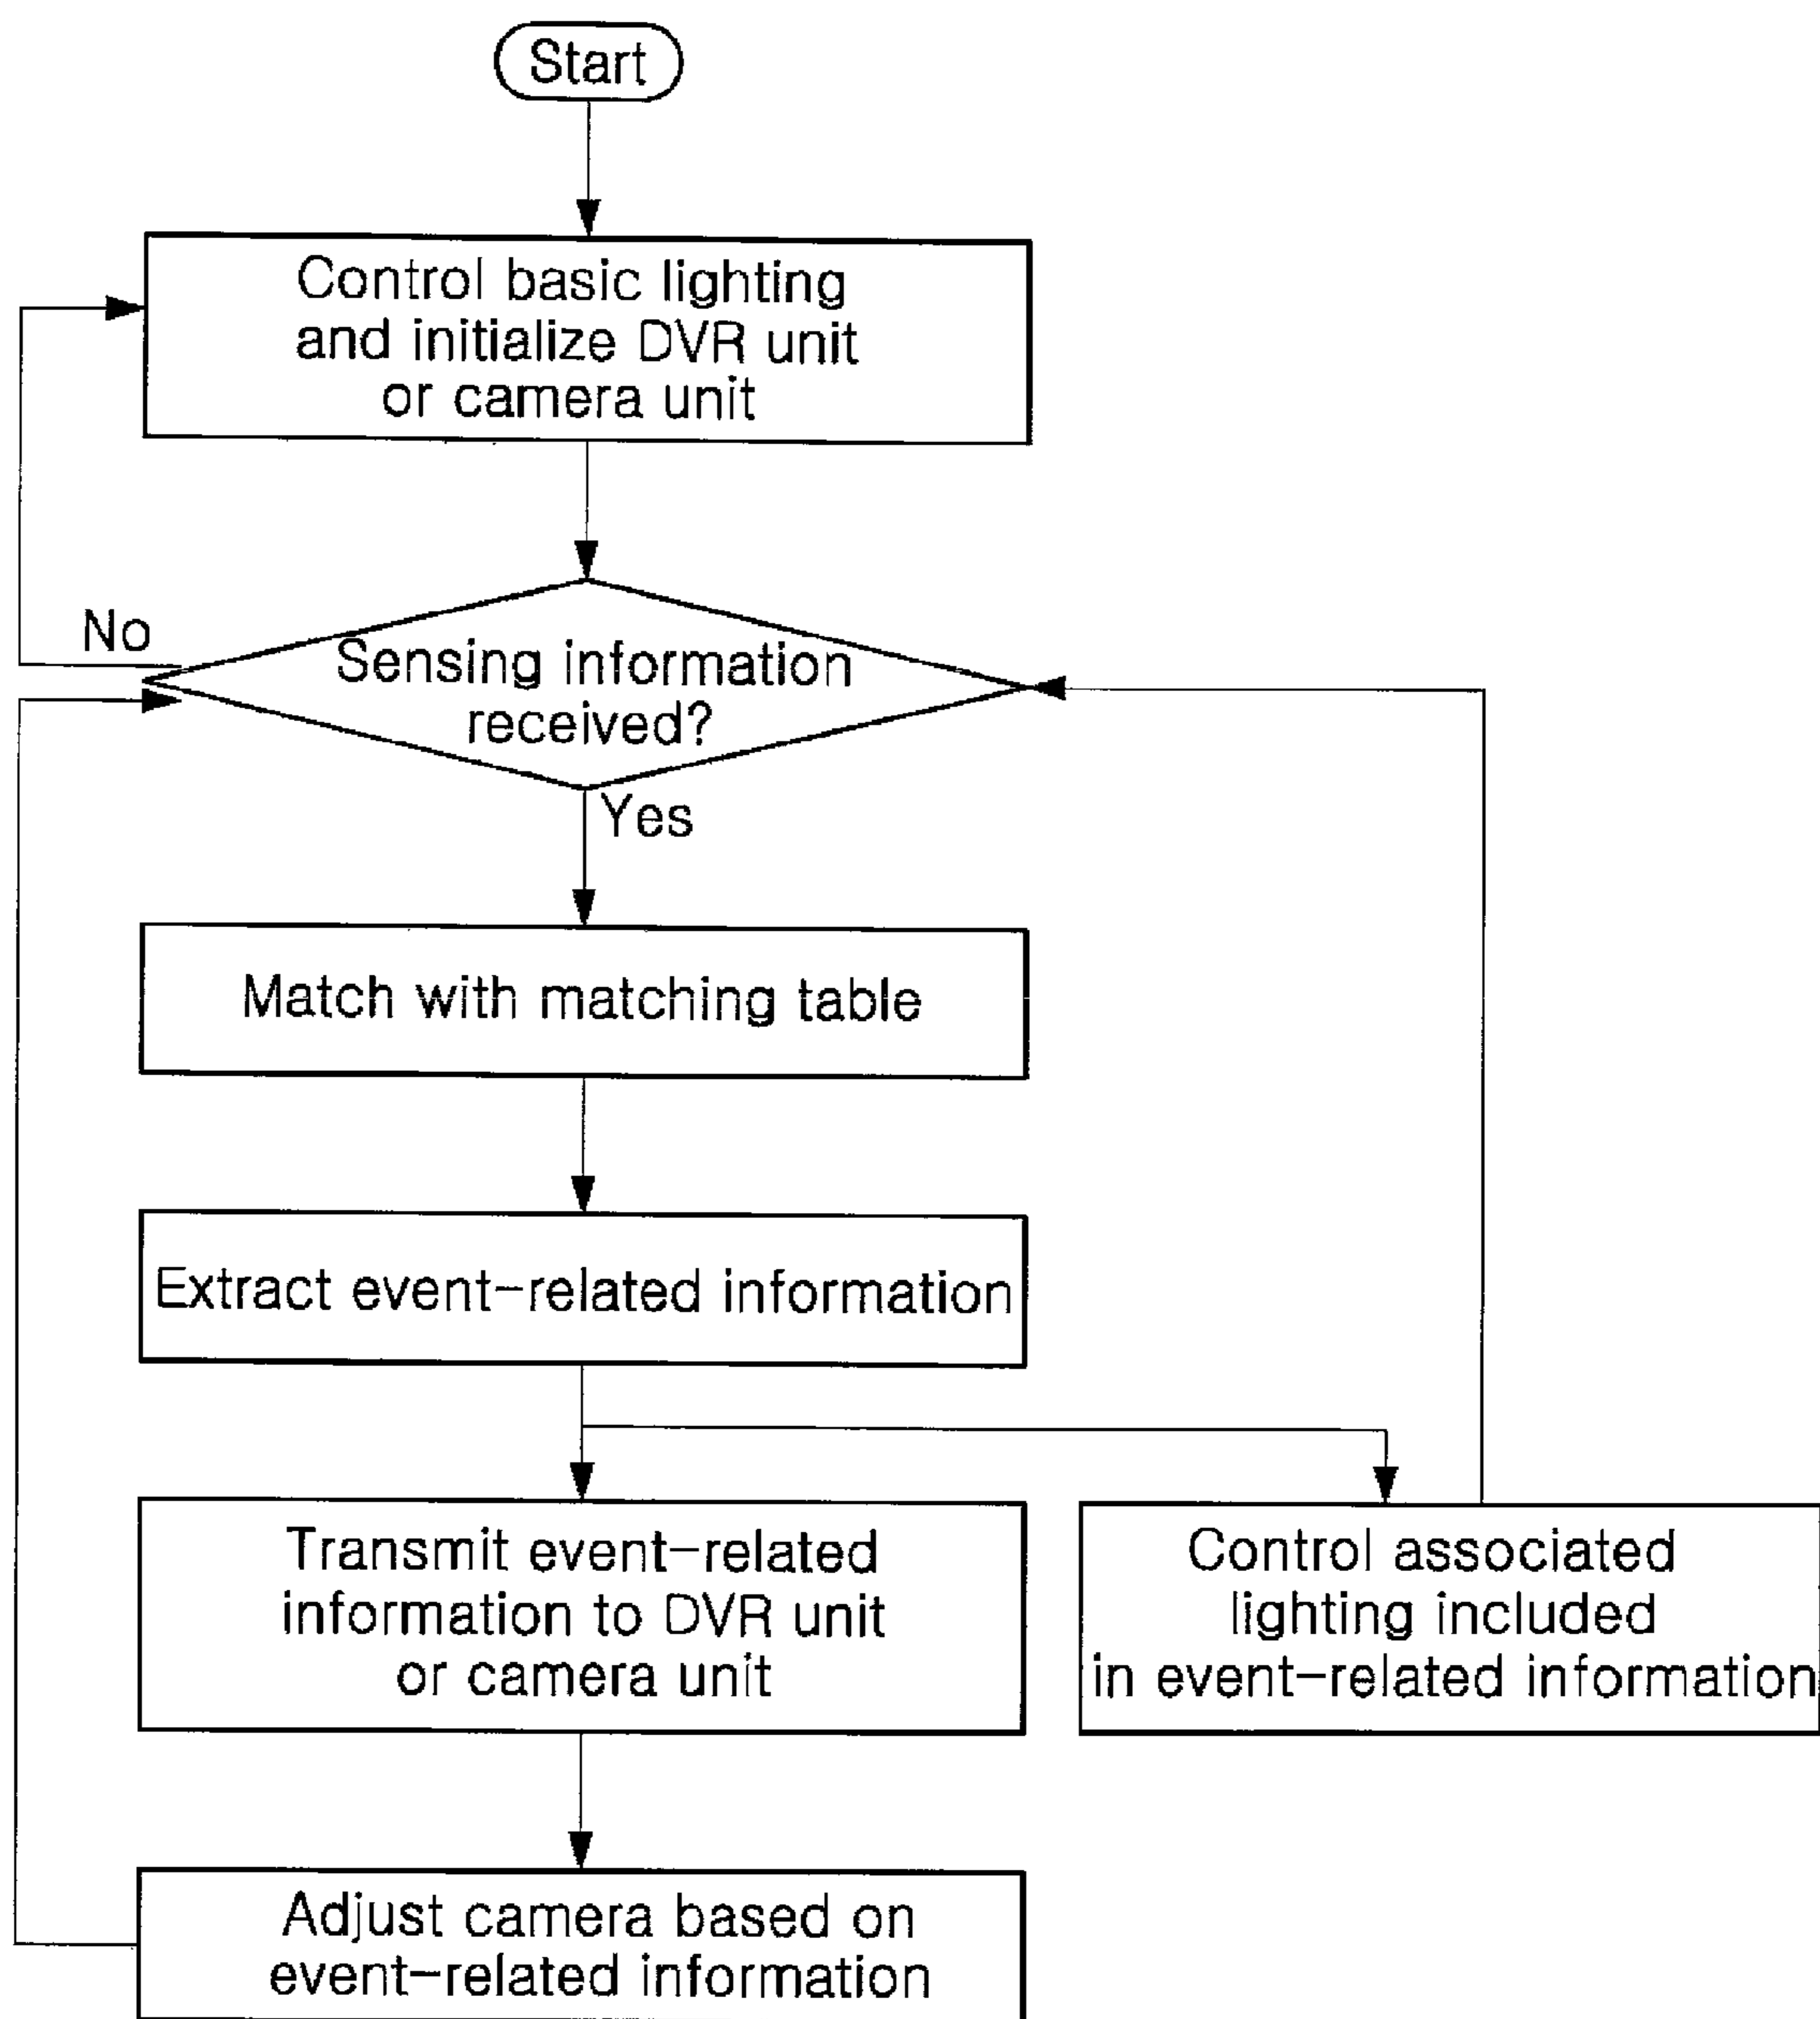 Start
Control basic lighting
and initialize DVR unit
or camera unit
No
Sensing information
received?
Yes
Match with matching table
Extract event-related information
Transmit event-related
information to DVR unit
or camera unit
Control associated
lighting included
in event-related information
Adjust camera based on
event-related information